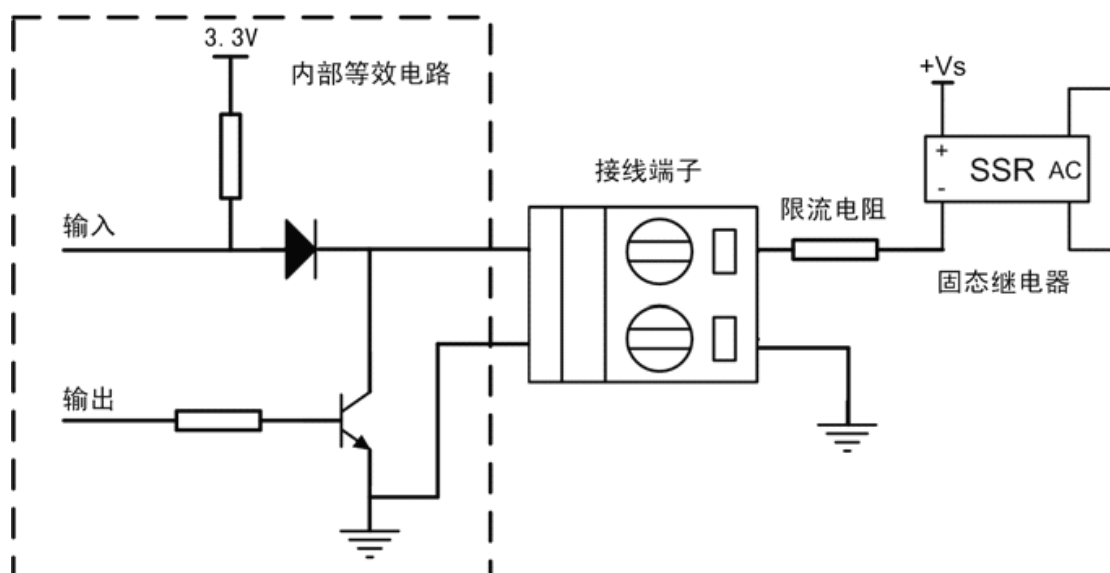 3.3V
内部等效电路
+Vs
接线端子
+
SSR AC
-
限流电阻
输入
固态继电器
输出